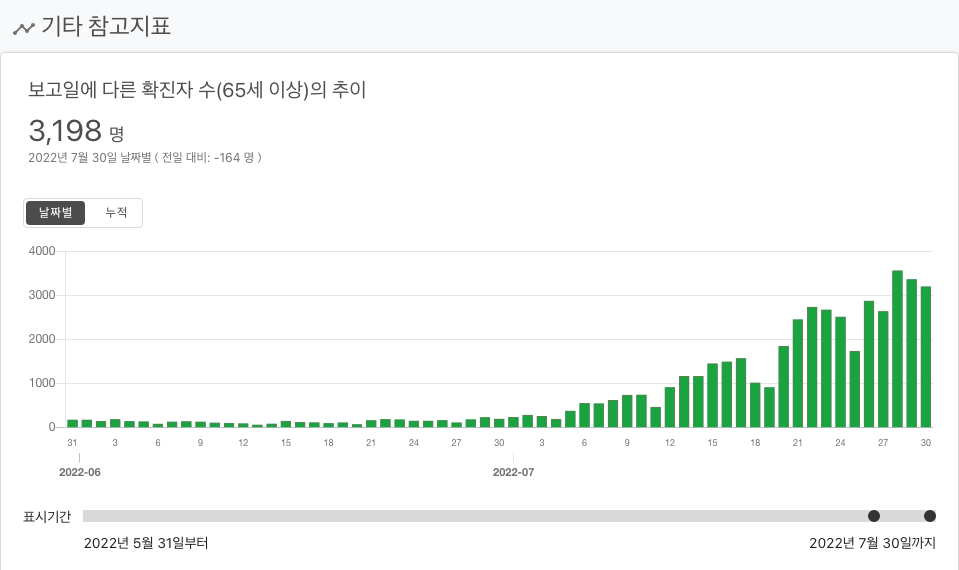 기타 참고지표
보고일에 다른 확진자 수(65세 이상)의 추이
3,198 명
2022년 7월 30일 날짜별 ( 전일 대비: -164 명 )
날짜별 누적
4000
3000
2000
1000
0
31 3 6 9 12 15 18 21 24 27 30 3 6 9 12 15 18 21 24 27 30
2022-06 2022-07
표시기간
2022년 5월 31일부터 2022년 7월 30일까지